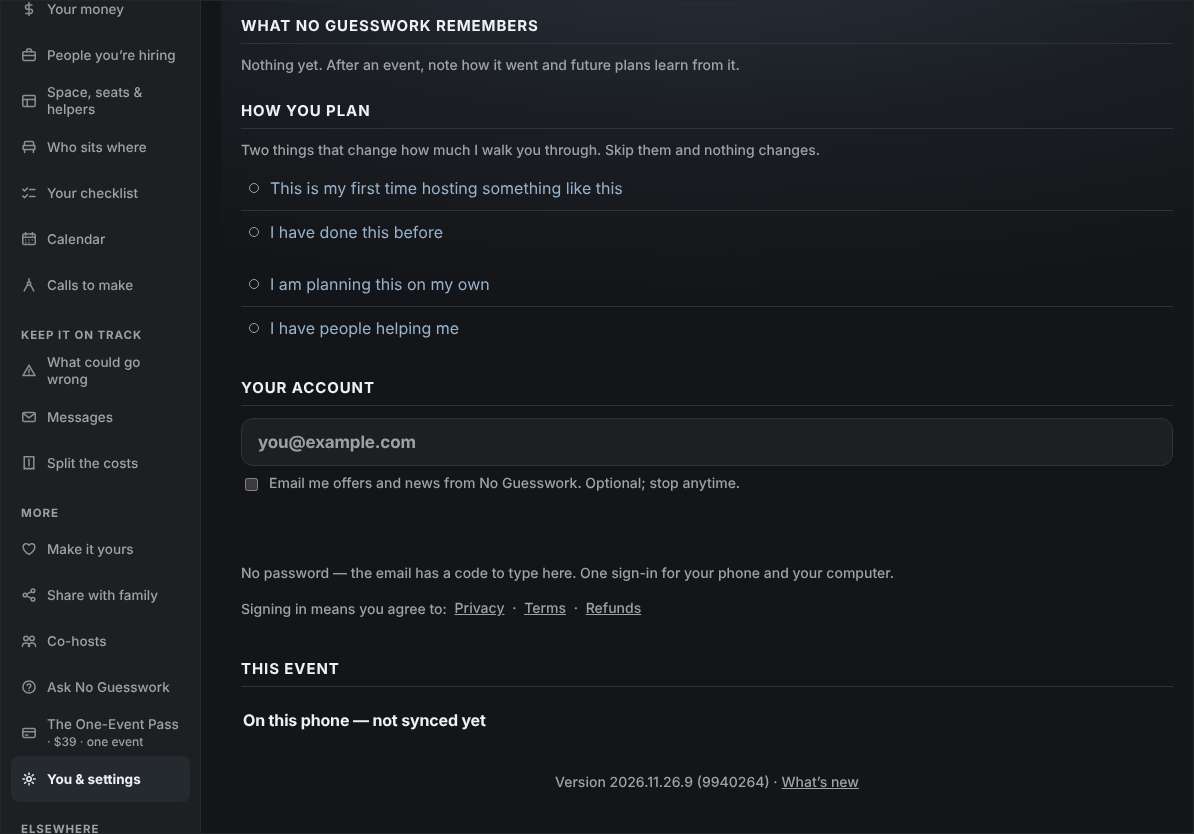 Your money
People you’re hiring
Space, seats &
helpers
Who sits where
Your checklist
Calendar
Calls to make
KEEP IT ON TRACK
What could go
wrong
Messages
Split the costs
MORE
Make it yours
Share with family
Co-hosts
Ask No Guesswork
The One-Event Pass
· $39 · one event
You & settings
ELSEWHERE
WHAT NO GUESSWORK REMEMBERS
Nothing yet. After an event, note how it went and future plans learn from it.
HOW YOU PLAN
Two things that change how much I walk you through. Skip them and nothing changes.
This is my first time hosting something like this
I have done this before
I am planning this on my own
I have people helping me
YOUR ACCOUNT
you@example.com
Email me offers and news from No Guesswork. Optional; stop anytime.
No password — the email has a code to type here. One sign-in for your phone and your computer.
Signing in means you agree to: Privacy · Terms · Refunds
THIS EVENT
On this phone — not synced yet
Version 2026.11.26.9 (9940264) · What’s new